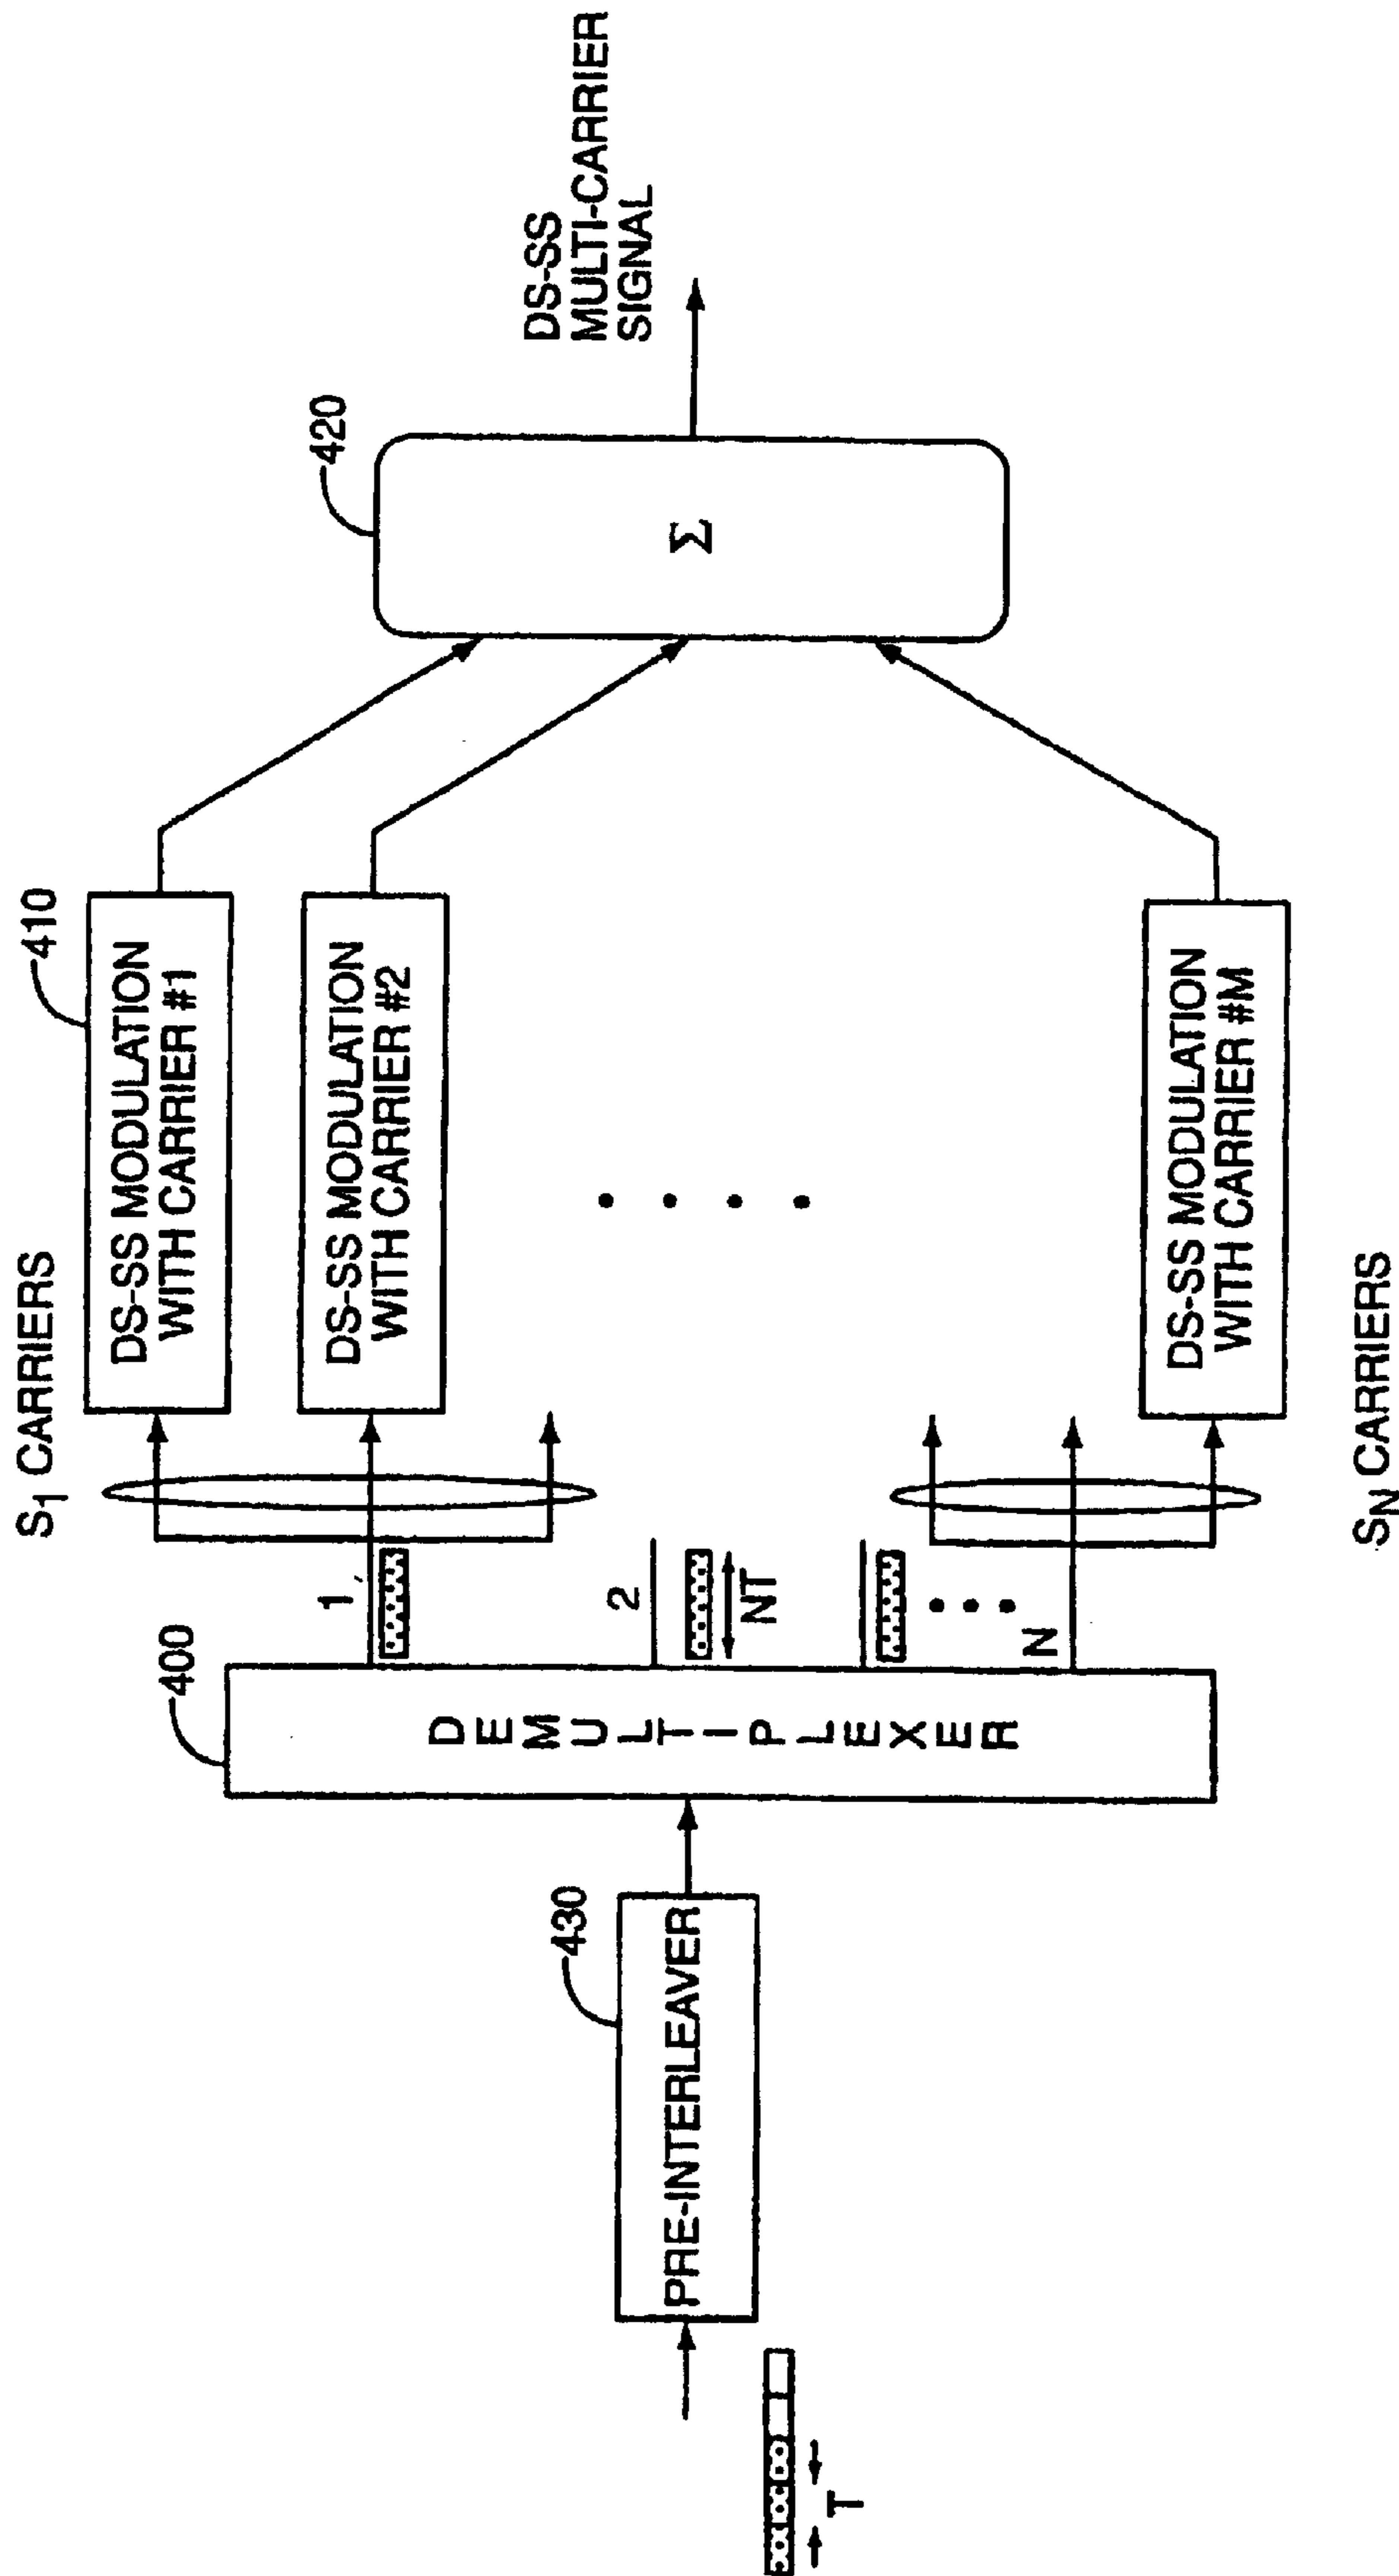 T
PRE-INTERLEAVER
430
DEMULTIPLEXER
400
1
2
NT
N
S1 CARRIERS
SN CARRIERS
DS-SS MODULATION
WITH CARRIER #1
410
DS-SS MODULATION
WITH CARRIER #2
DS-SS MODULATION
WITH CARRIER #M
Σ
420
DS-SS
MULTI-CARRIER
SIGNAL